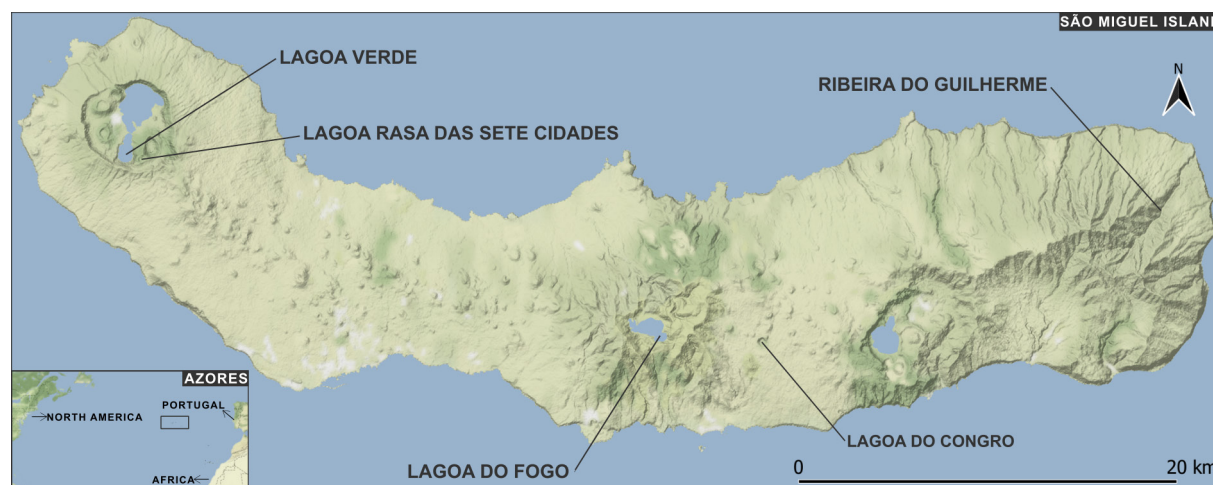 SÃO MIGUEL ISLAND
N
LAGOA VERDE
RIBEIRA DO GUILHERME
LAGOA RASA DAS SETE CIDADES
AZORES
PORTUGAL
NORTH AMERICA
AFRICA
LAGOA DO CONGRO
LAGOA DO FOGO
0
20 km